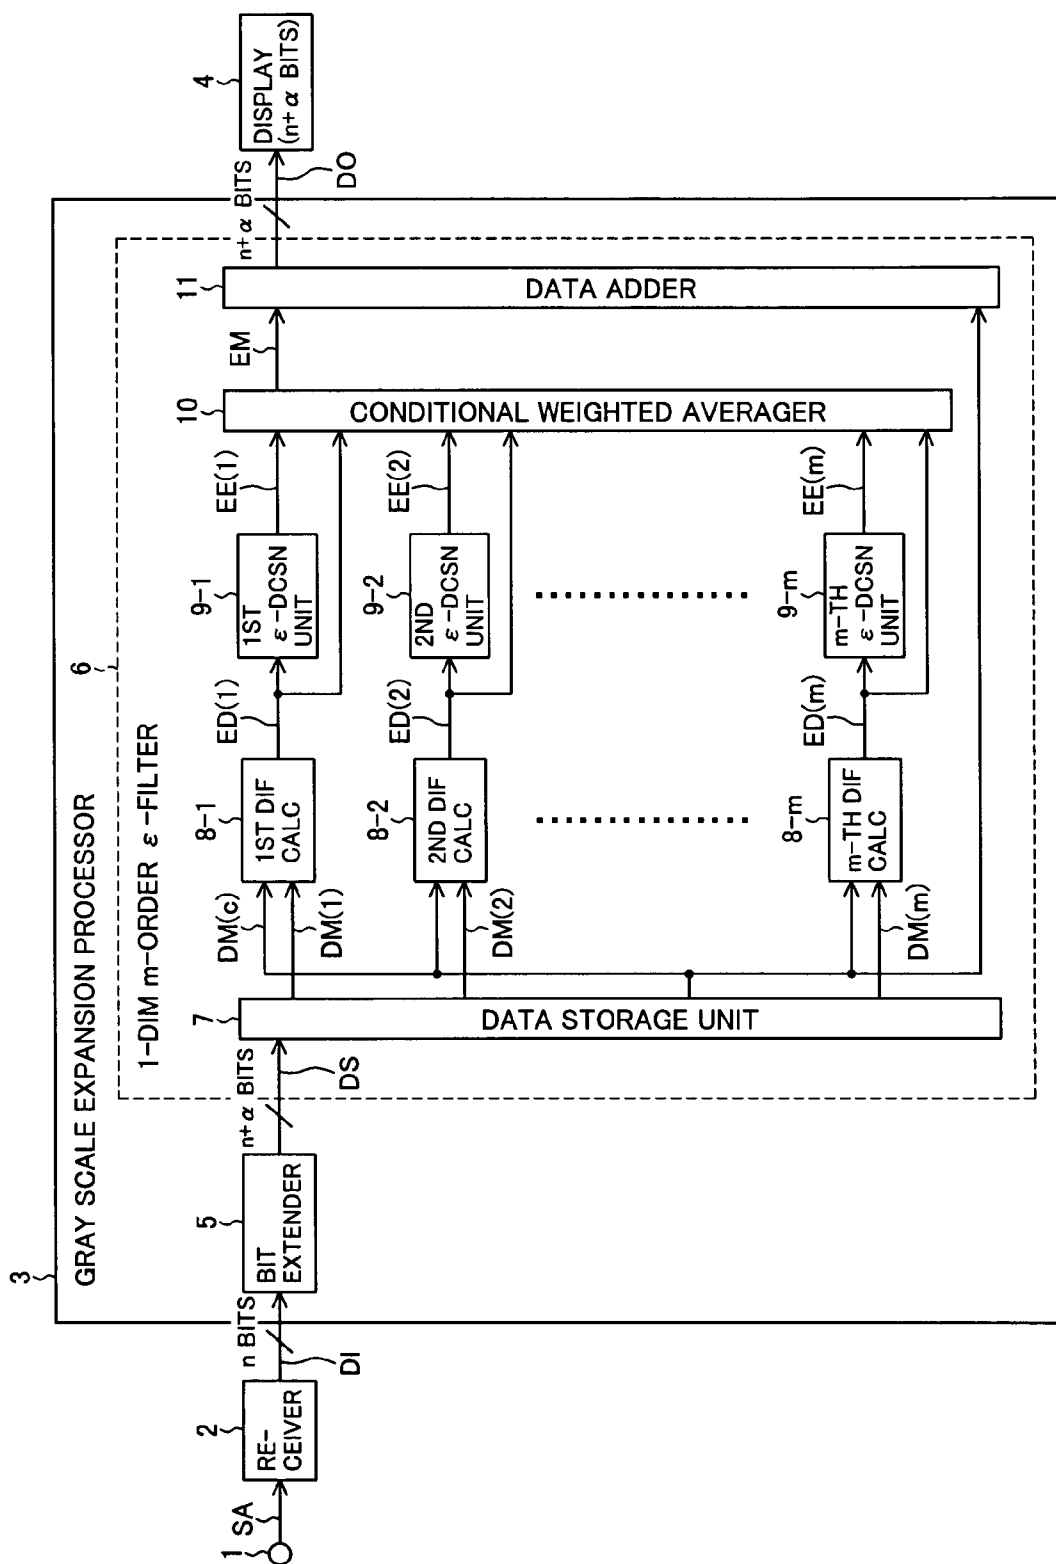 3
GRAY SCALE EXPANSION PROCESSOR
6
1-DIM m-ORDER ε-FILTER
1
SA
2
RE-
CEIVER
n BITS
DI
5
BIT
EXTENDER
n+α BITS
DS
7
DATA STORAGE UNIT
DM(c)
DM(1)
DM(2)
DM(m)
8-1
1ST DIF
CALC
8-2
2ND DIF
CALC
8-m
m-TH DIF
CALC
ED(1)
ED(2)
ED(m)
9-1
1ST
ε-DCSN
UNIT
9-2
2ND
ε-DCSN
UNIT
9-m
m-TH
ε-DCSN
UNIT
EE(1)
EE(2)
EE(m)
10
CONDITIONAL WEIGHTED AVERAGER
EM
11
DATA ADDER
n+α BITS
DO
4
DISPLAY
(n+α BITS)